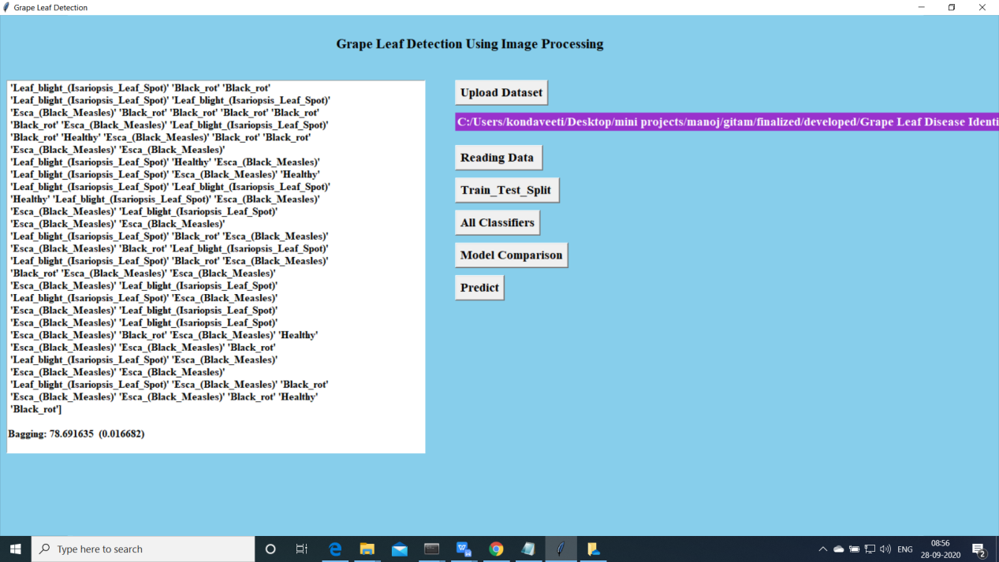 Grape Leaf Detection
Grape Leaf Detection Using Image Processing
'Leaf_blight_(Isariopsis_Leaf_Spot)' 'Black_rot' 'Black_rot'
'Leaf_blight_(Isariopsis_Leaf_Spot)' 'Leaf_blight_(Isariopsis_Leaf_Spot)'
'Esca_(Black_Measles)' 'Black_rot' 'Black_rot' 'Black_rot' 'Black_rot'
'Black_rot' 'Esca_(Black_Measles)' 'Leaf_blight_(Isariopsis_Leaf_Spot)'
'Black_rot' 'Healthy' 'Esca_(Black_Measles)' 'Black_rot' 'Black_rot'
'Esca_(Black_Measles)' 'Esca_(Black_Measles)'
'Leaf_blight_(Isariopsis_Leaf_Spot)' 'Healthy' 'Esca_(Black_Measles)'
'Leaf_blight_(Isariopsis_Leaf_Spot)' 'Esca_(Black_Measles)' 'Healthy'
'Leaf_blight_(Isariopsis_Leaf_Spot)' 'Leaf_blight_(Isariopsis_Leaf_Spot)'
'Healthy' 'Leaf_blight_(Isariopsis_Leaf_Spot)' 'Esca_(Black_Measles)'
'Esca_(Black_Measles)' 'Leaf_blight_(Isariopsis_Leaf_Spot)'
'Esca_(Black_Measles)' 'Esca_(Black_Measles)'
'Leaf_blight_(Isariopsis_Leaf_Spot)' 'Black_rot' 'Esca_(Black_Measles)'
'Esca_(Black_Measles)' 'Black_rot' 'Leaf_blight_(Isariopsis_Leaf_Spot)'
'Leaf_blight_(Isariopsis_Leaf_Spot)' 'Black_rot' 'Esca_(Black_Measles)'
'Black_rot' 'Esca_(Black_Measles)' 'Esca_(Black_Measles)'
'Esca_(Black_Measles)' 'Leaf_blight_(Isariopsis_Leaf_Spot)'
'Leaf_blight_(Isariopsis_Leaf_Spot)' 'Esca_(Black_Measles)'
'Esca_(Black_Measles)' 'Leaf_blight_(Isariopsis_Leaf_Spot)'
'Esca_(Black_Measles)' 'Leaf_blight_(Isariopsis_Leaf_Spot)'
'Esca_(Black_Measles)' 'Black_rot' 'Esca_(Black_Measles)' 'Healthy'
'Esca_(Black_Measles)' 'Esca_(Black_Measles)' 'Black_rot'
'Leaf_blight_(Isariopsis_Leaf_Spot)' 'Esca_(Black_Measles)'
'Esca_(Black_Measles)' 'Esca_(Black_Measles)'
'Leaf_blight_(Isariopsis_Leaf_Spot)' 'Esca_(Black_Measles)' 'Black_rot'
'Esca_(Black_Measles)' 'Esca_(Black_Measles)' 'Black_rot' 'Healthy'
'Black_rot']
Bagging: 78.691635 (0.016682)
Upload Dataset
C:/Users/kondaveeti/Desktop/mini projects/manoj/gitam/finalized/developed/Grape Leaf Disease Identi
Reading Data
Train_Test_Split
All Classifiers
Model Comparison
Predict
Type here to search
ENG
08:56
28-09-2020
2